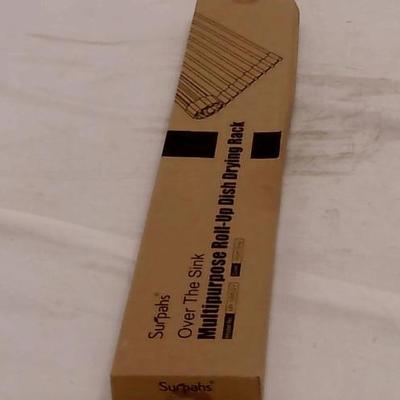 Surpahs®
Over The Sink
Multipurpose Roll-Up Dish Drying Rack
Surpahs®